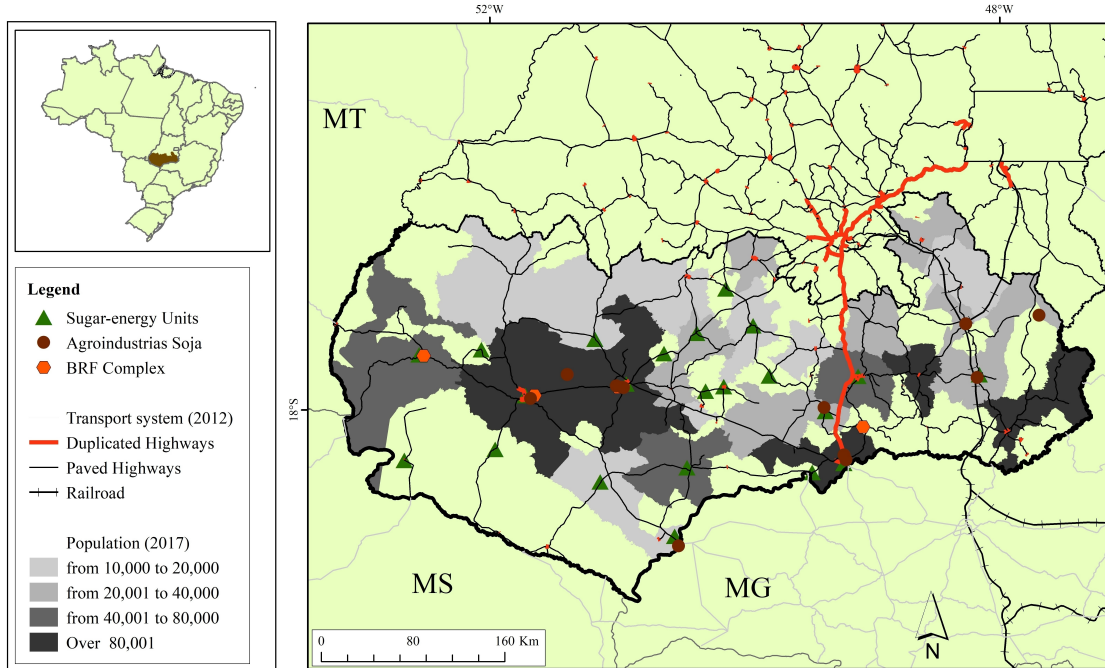 52°W
48°W
MT
18°S
MS
MG
N
0 80 160 Km
Legend
Sugar-energy Units
Agroindustrias Soja
BRF Complex
Transport system (2012)
Duplicated Highways
Paved Highways
Railroad
Population (2017)
from 10,000 to 20,000
from 20,001 to 40,000
from 40,001 to 80,000
Over 80,001